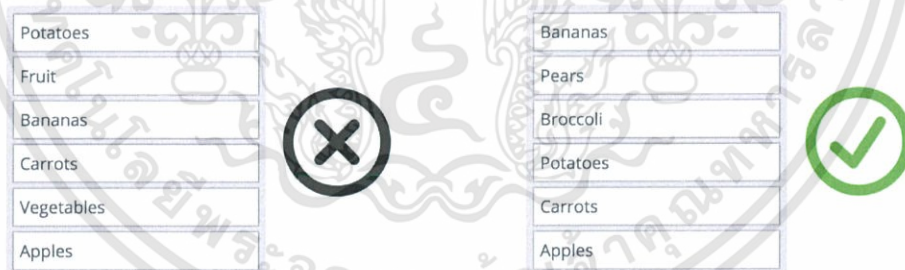 Potatoes
Fruit
Bananas
Carrots
Vegetables
Apples
Bananas
Pears
Broccoli
Potatoes
Carrots
Apples